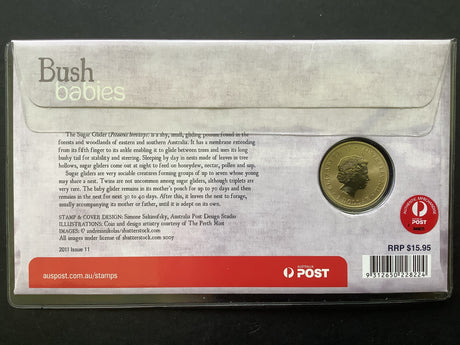 Bush
babies
The Sugar Glider (Petaurus breviceps) is a shy, small, gliding possum found in the
forests and woodlands of eastern and southern Australia. It has a membrane extending
from its fifth finger to its ankle enabling it to glide between trees and uses its long
bushy tail for stability and steering. Sleeping by day in nests made of leaves in tree
hollows, sugar gliders come out at night to feed on honeydew, nectar, pollen and sap.
Sugar gliders are very sociable creatures forming groups of up to seven whose young
may share a nest. Twins are not uncommon among sugar gliders, although triplets are
very rare. The baby glider remains in its mother's pouch for up to 70 days and then
remains in the nest for next 30 to 40 days. After this, it leaves the nest to forage,
usually accompanying its mother or father, until it is adept on its own.
STAMP & COVER DESIGN: Simone Sakinofsky, Australia Post Design Studio
ILLUSTRATIONS: Coin and design artistry courtesy of The Perth Mint
IMAGES: © andreisnikolas/shutterstock.com
All images under license of shutterstock.com 2007
2011 Issue 11
auspost.com.au/stamps
AUSTRALIA
POST
RRP $15.95
9 312650 228224